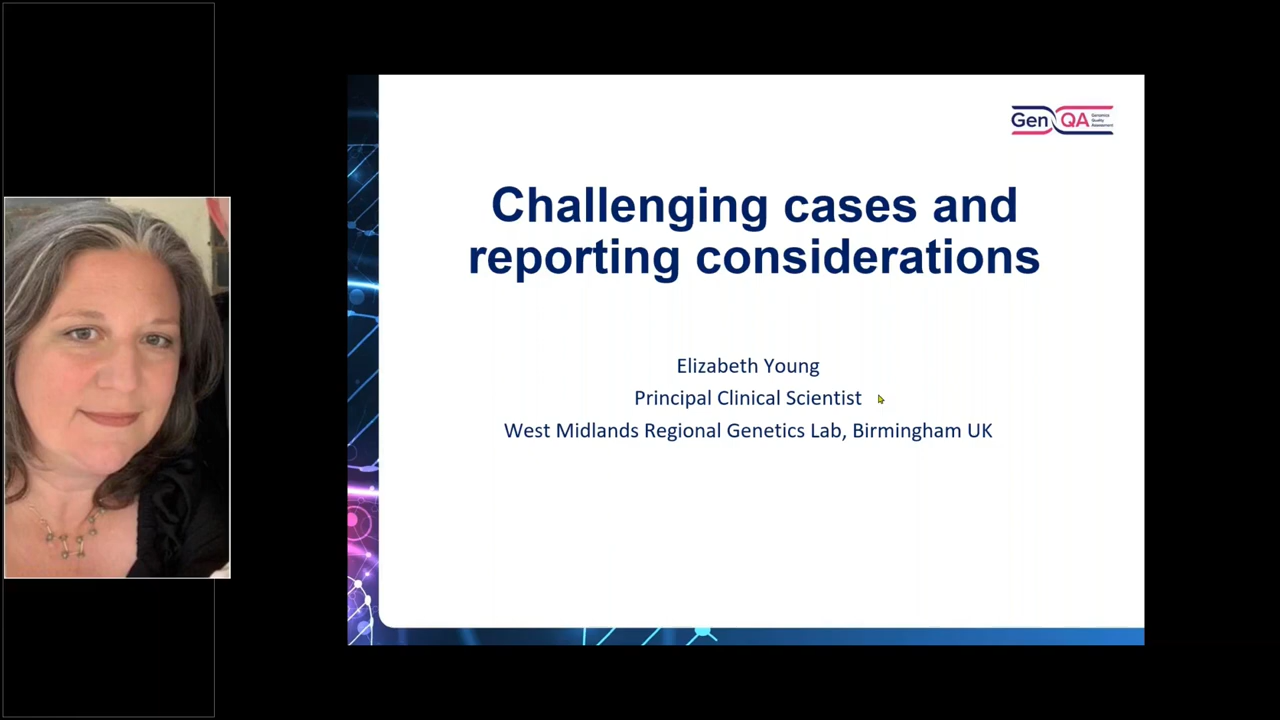 Gen QA
Genomics
Quality
Assessment
Challenging cases and
reporting considerations
Elizabeth Young
Principal Clinical Scientist
West Midlands Regional Genetics Lab, Birmingham UK